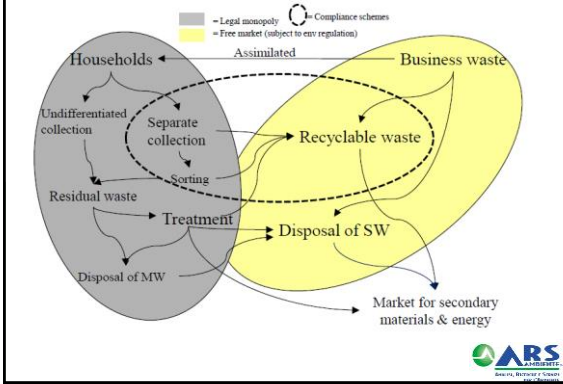 = Legal monopoly
= Compliance schemes
= Free market (subject to env regulation)
Households
Assimilated
Business waste
Undifferentiated
collection
Separate
collection
Recyclable waste
Sorting
Residual waste
Treatment
Disposal of SW
Disposal of MW
Market for secondary
materials & energy
ARS
AMBIENTE